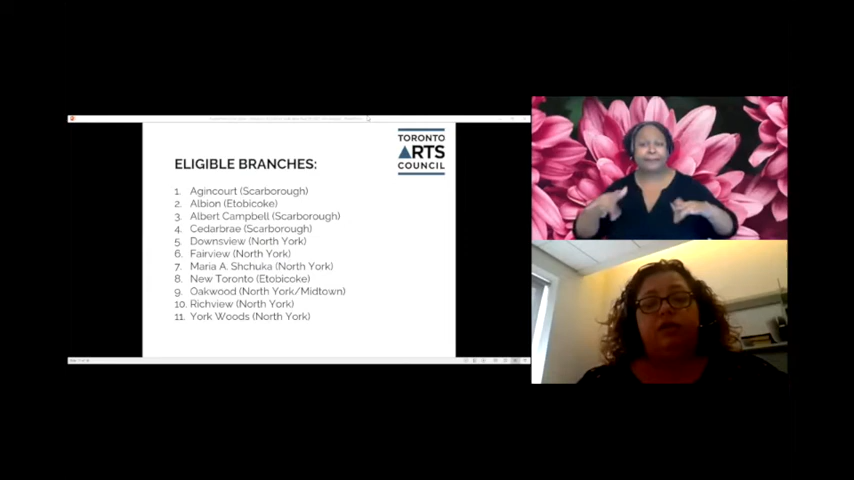 TORONTO
ARTS
COUNCIL
ELIGIBLE BRANCHES:
1. Agincourt (Scarborough)
2. Albion (Etobicoke)
3. Albert Campbell (Scarborough)
4. Cedarbrae (Scarborough)
5. Downsview (North York)
6. Fairview (North York)
7. Maria A. Shchuka (North York)
8. New Toronto (Etobicoke)
9. Oakwood (North York/Midtown)
10. Richview (North York)
11. York Woods (North York)